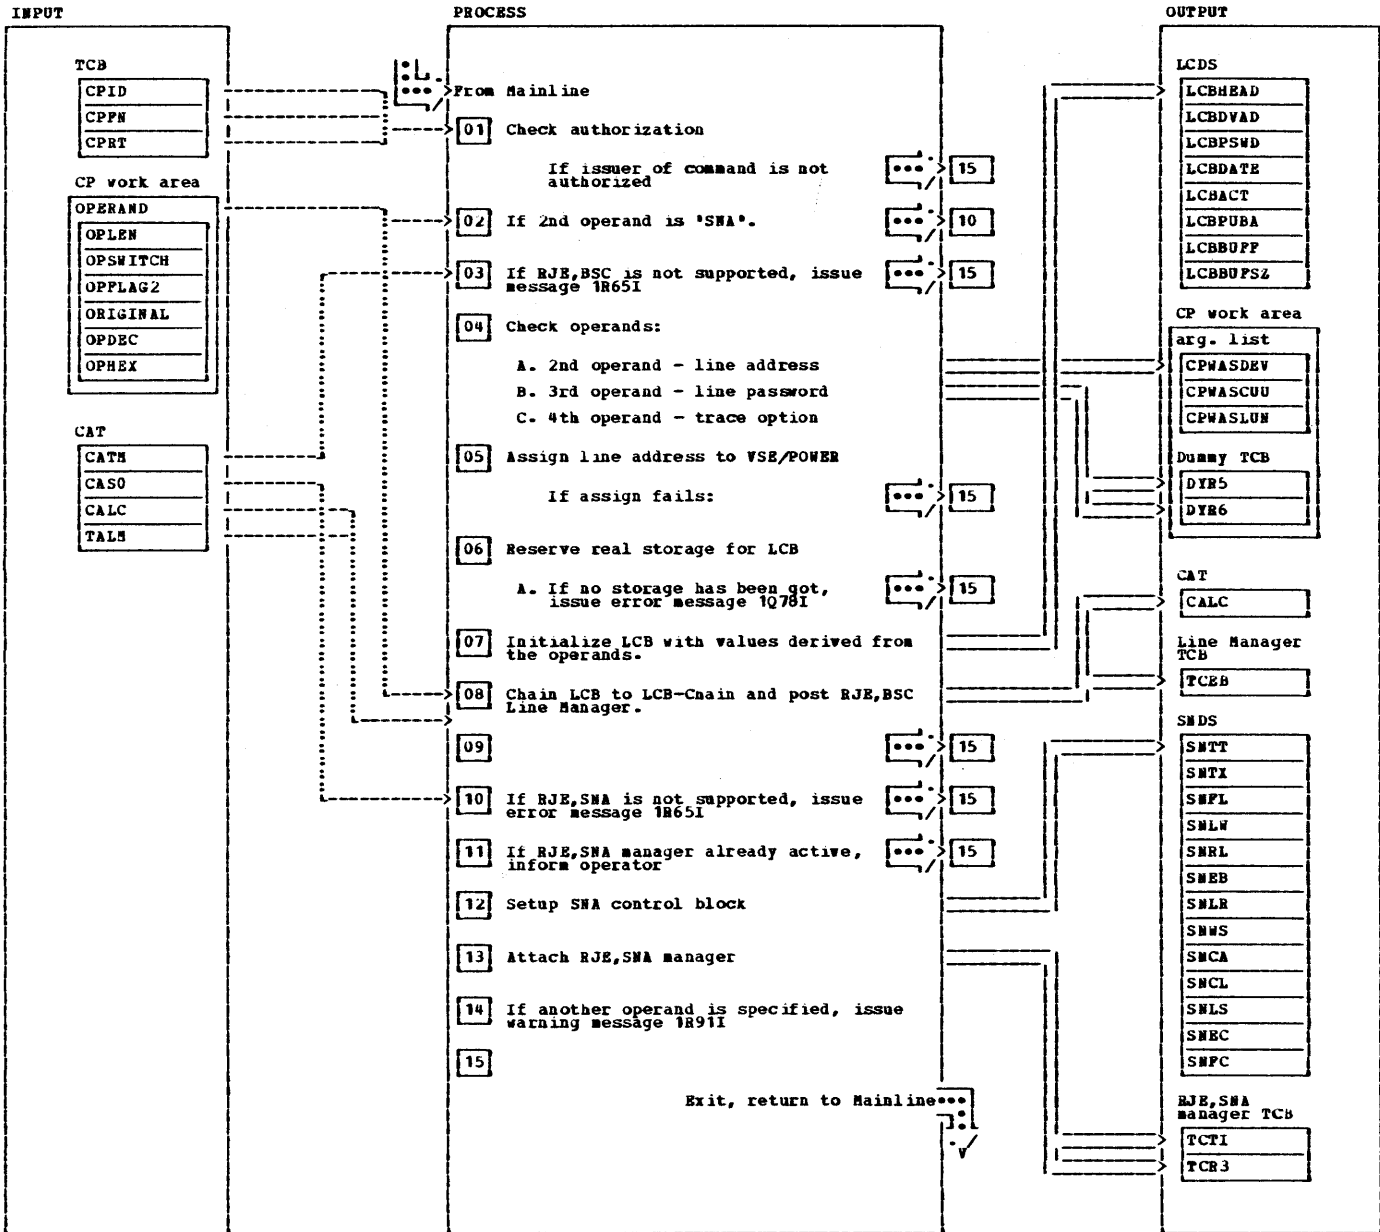 INPUT
PROCESS
OUTPUT
TCB
CPID
CPPN
CPRT
CP work area
OPERAND
OPLEN
OPSWITCH
OPFLAG2
ORIGINAL
OPDEC
OPHEX
CAT
CATM
CASO
CALC
TALM
From Mainline
01 Check authorization
If issuer of command is not
authorized
15
02 If 2nd operand is 'SNA'.
10
03 If RJE,BSC is not supported, issue
message 1R65I
15
04 Check operands:
A. 2nd operand - line address
B. 3rd operand - line password
C. 4th operand - trace option
05 Assign line address to VSE/POWER
If assign fails:
15
06 Reserve real storage for LCB
A. If no storage has been got,
issue error message 1Q78I
15
07 Initialize LCB with values derived from
the operands.
08 Chain LCB to LCB-Chain and post RJE,BSC
Line Manager.
09
15
10 If RJE,SNA is not supported, issue
error message 1R65I
15
11 If RJE,SNA manager already active,
inform operator
15
12 Setup SNA control block
13 Attach RJE,SNA manager
14 If another operand is specified, issue
warning message 1R91I
15
Exit, return to Mainline
LCDS
LCBHEAD
LCBDVAD
LCBPSWD
LCBDATE
LCBACT
LCBPUBA
LCBBUFF
LCBBUFSZ
CP work area
arg. list
CPWASDEV
CPWASCUU
CPWASLUN
Dummy TCB
DYR5
DYR6
CAT
CALC
Line Manager
TCB
TCEB
SNDS
SNTT
SNTX
SNFL
SNLW
SNRL
SNEB
SNLR
SNWS
SNCA
SNCL
SNLS
SNEC
SNFC
RJE,SNA
manager TCB
TCTI
TCR3